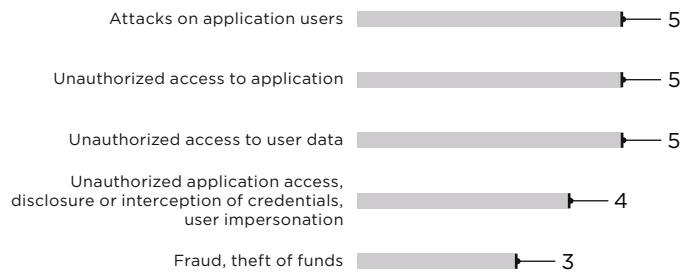 Attacks on application users 5
Unauthorized access to application 5
Unauthorized access to user data 5
Unauthorized application access,
disclosure or interception of credentials, 4
user impersonation
Fraud, theft of funds 3